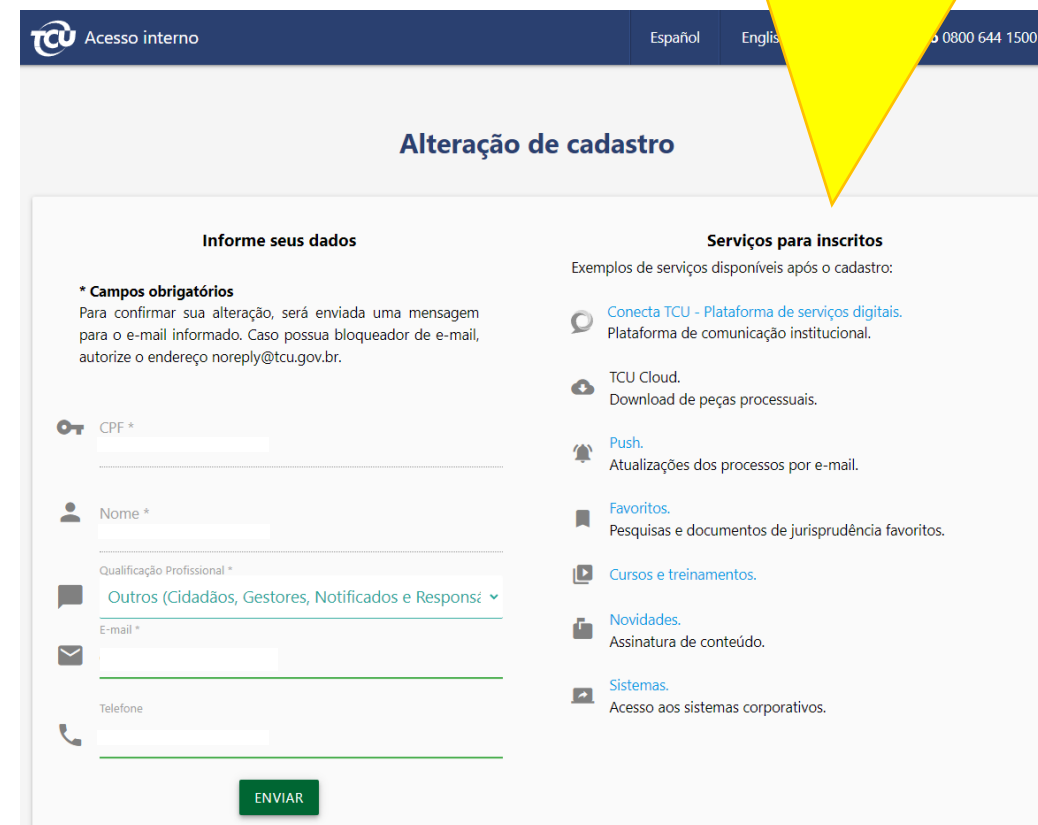 TCU Acesso interno
Español
0800 644 1500
Alteração de cadastro
Informe seus dados
* Campos obrigatórios
Para confirmar sua alteração, será enviada uma mensagem
para o e-mail informado. Caso possua bloqueador de e-mail,
autorize o endereço noreply@tcu.gov.br.
CPF *
Nome *
Qualificação Profissional *
Outros (Cidadãos, Gestores, Notificados e
E-mail *
Telefone
ENVIAR
Serviços para inscritos
Exemplos de serviços disponíveis após o cadastro:
Conecta TCU - Plataforma de serviços digitais.
Plataforma de comunicação institucional.
TCU Cloud.
Download de peças processuais.
Push.
Atualizações dos processos por e-mail.
Favoritos.
Pesquisas e documentos de jurisprudência favoritos.
Cursos e treinamentos.
Novidades.
Assinatura de conteúdo.
Sistemas.
Acesso aos sistemas corporativos.